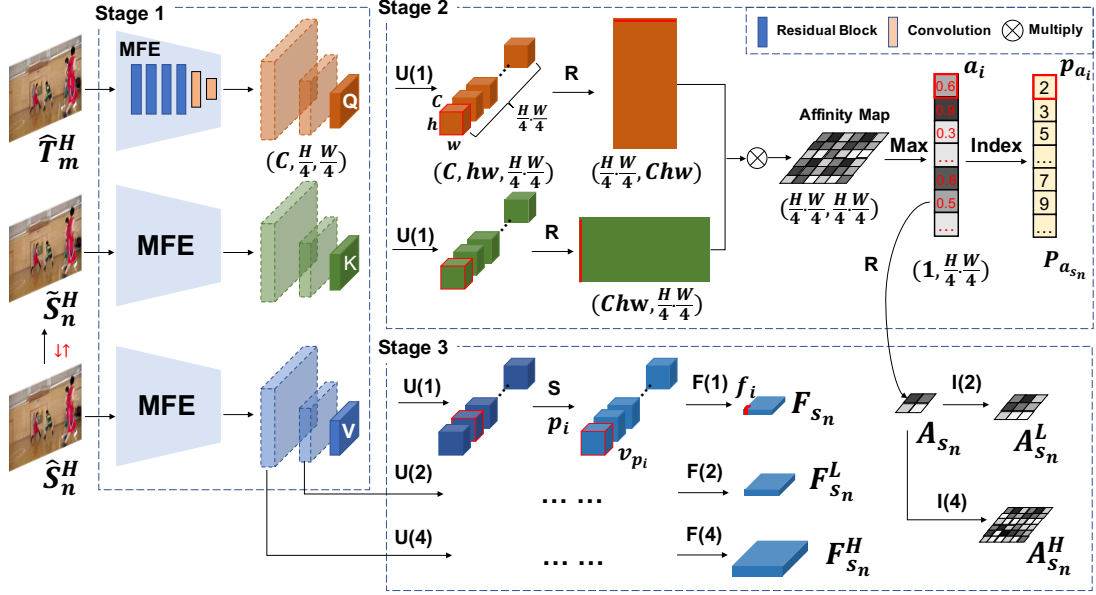 Stage 1
Stage 2
Residual Block
Convolution
Multiply
MFE
Q
(C, H/4, W/4)
T̂_m^H
U(1)
C
h
w
H/4·W/4
R
(C, hw, H/4·W/4)
(H/4·W/4, Chw)
Affinity Map
(H/4·W/4, H/4·W/4)
Max
a_i
0.6
0.9
0.3
...
0.8
0.5
...
(1, H/4·W/4)
Index
p_{a_i}
2
3
5
...
7
9
...
P_{a_{s_n}}
MFE
K
S̃_n^H
↓↑
U(1)
R
(Chw, H/4·W/4)
R
Stage 3
MFE
V
Ŝ_n^H
U(1)
S
p_i
v_{p_i}
F(1)
f_i
F_{s_n}
U(2)
... ...
F(2)
F_{s_n}^L
U(4)
... ...
F(4)
F_{s_n}^H
A_{s_n}
I(2)
A_{s_n}^L
I(4)
A_{s_n}^H